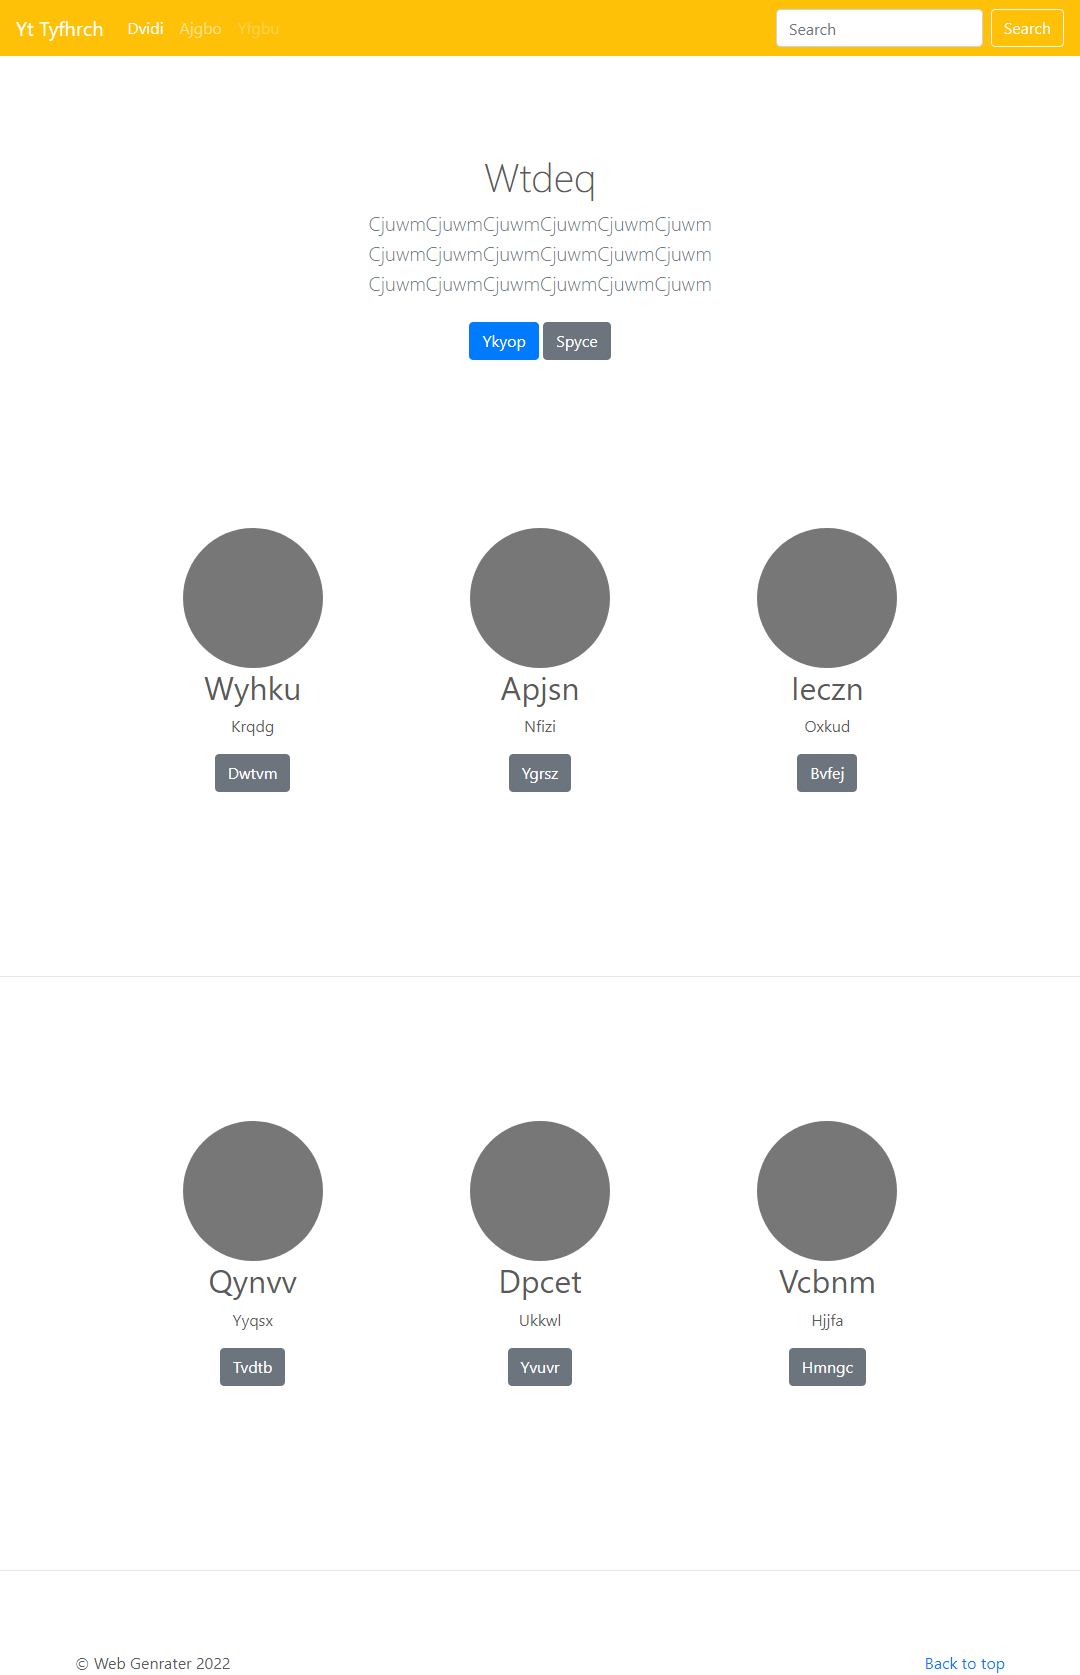 Yt Tyfhrch Dvidi Ajgbo Yfgbu Search Search
Wtdeq
CjuwmCjuwmCjuwmCjuwmCjuwmCjuwm
CjuwmCjuwmCjuwmCjuwmCjuwmCjuwm
CjuwmCjuwmCjuwmCjuwmCjuwmCjuwm
Ykyop Spyce
Wyhku Apjsn Ieczn
Krqdg Nfizi Oxkud
Dwtvm Ygrsz Bvfej
Qynvv Dpcet Vcbnm
Yyqsx Ukkwl Hjjfa
Tvdtb Yvuvr Hmngc
© Web Genrater 2022 Back to top